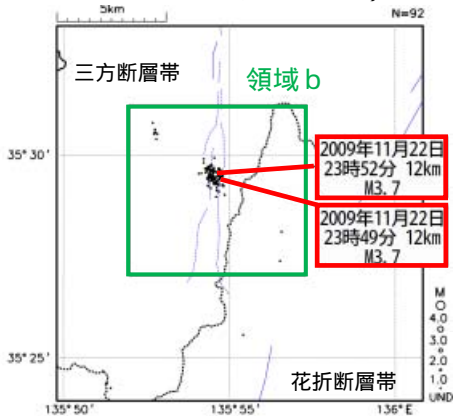 5km
N=92
三方断層帯
領域b
35°30'
2009年11月22日
23時52分 12km
M3.7
2009年11月22日
23時49分 12km
M3.7
M
4.0
3.0
2.0
1.0
UND
35°25'
花折断層帯
135°50'
135°55'
136°E